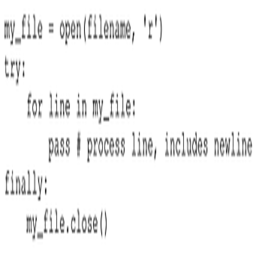 my_file = open(filename, 'r')
try:
    for line in my_file:
        pass # process line, includes newline
finally:
    my_file.close()